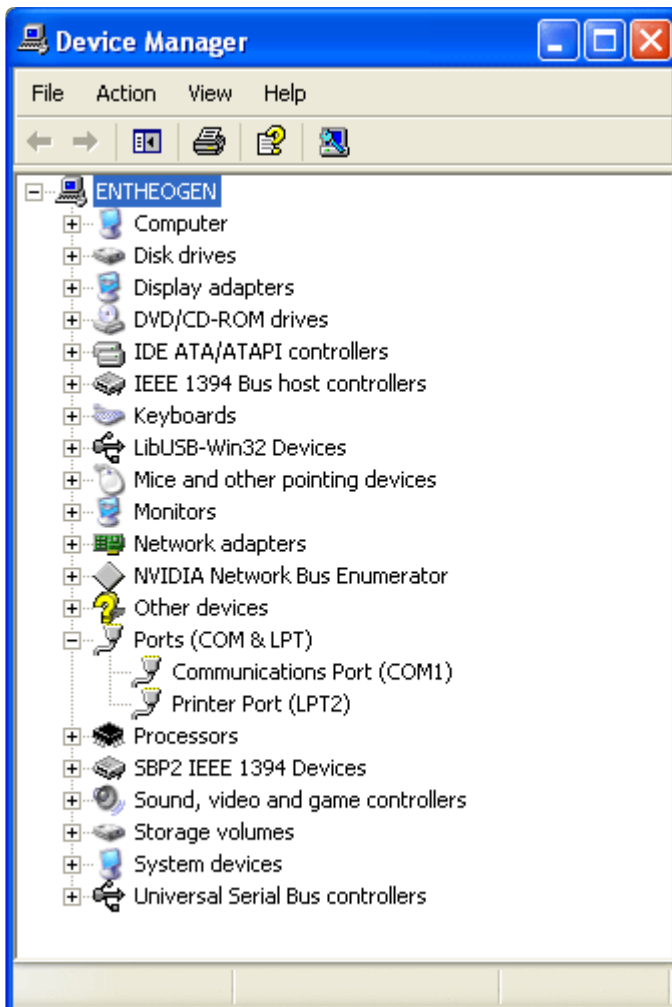 Device Manager
File Action View Help
ENTHEOGEN
Computer
Disk drives
Display adapters
DVD/CD-ROM drives
IDE ATA/ATAPI controllers
IEEE 1394 Bus host controllers
Keyboards
LibUSB-Win32 Devices
Mice and other pointing devices
Monitors
Network adapters
NVIDIA Network Bus Enumerator
Other devices
Ports (COM & LPT)
Communications Port (COM1)
Printer Port (LPT2)
Processors
SBP2 IEEE 1394 Devices
Sound, video and game controllers
Storage volumes
System devices
Universal Serial Bus controllers